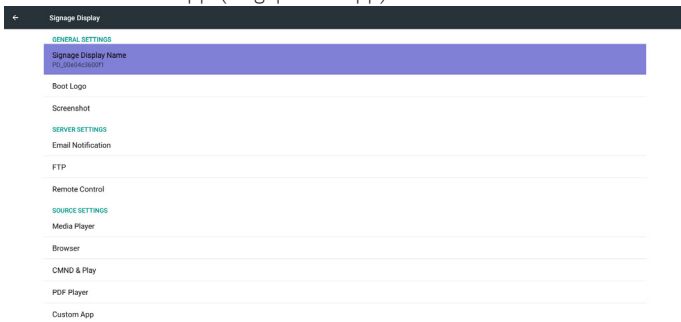 Signage Display
GENERAL SETTINGS
Signage Display Name
PD_00e04c3600f1
Boot Logo
Screenshot
SERVER SETTINGS
Email Notification
FTP
Remote Control
SOURCE SETTINGS
Media Player
Browser
CMND & Play
PDF Player
Custom App